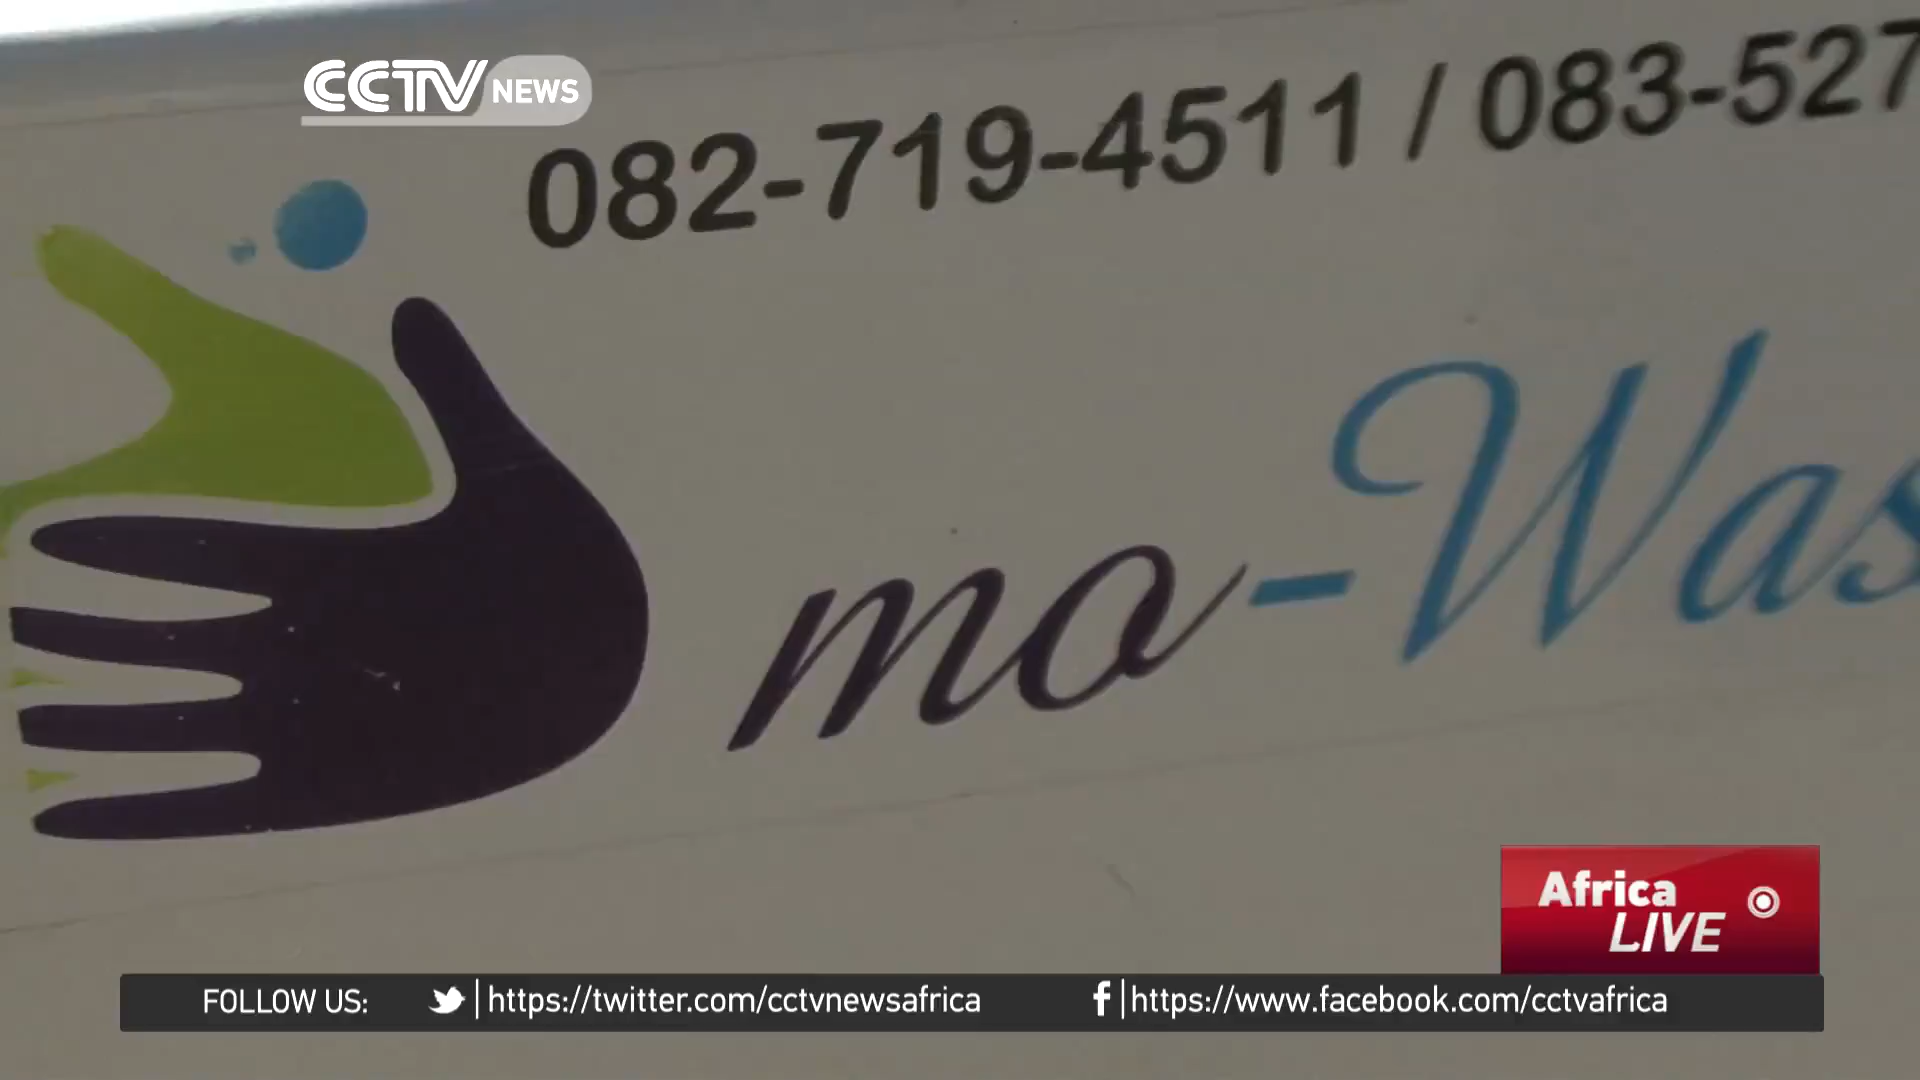 CCTV NEWS
082-719-4511 / 083-527
mo-Was
Africa
LIVE
FOLLOW US: | https://twitter.com/cctvnewsafrica f | https://www.facebook.com/cctvafrica